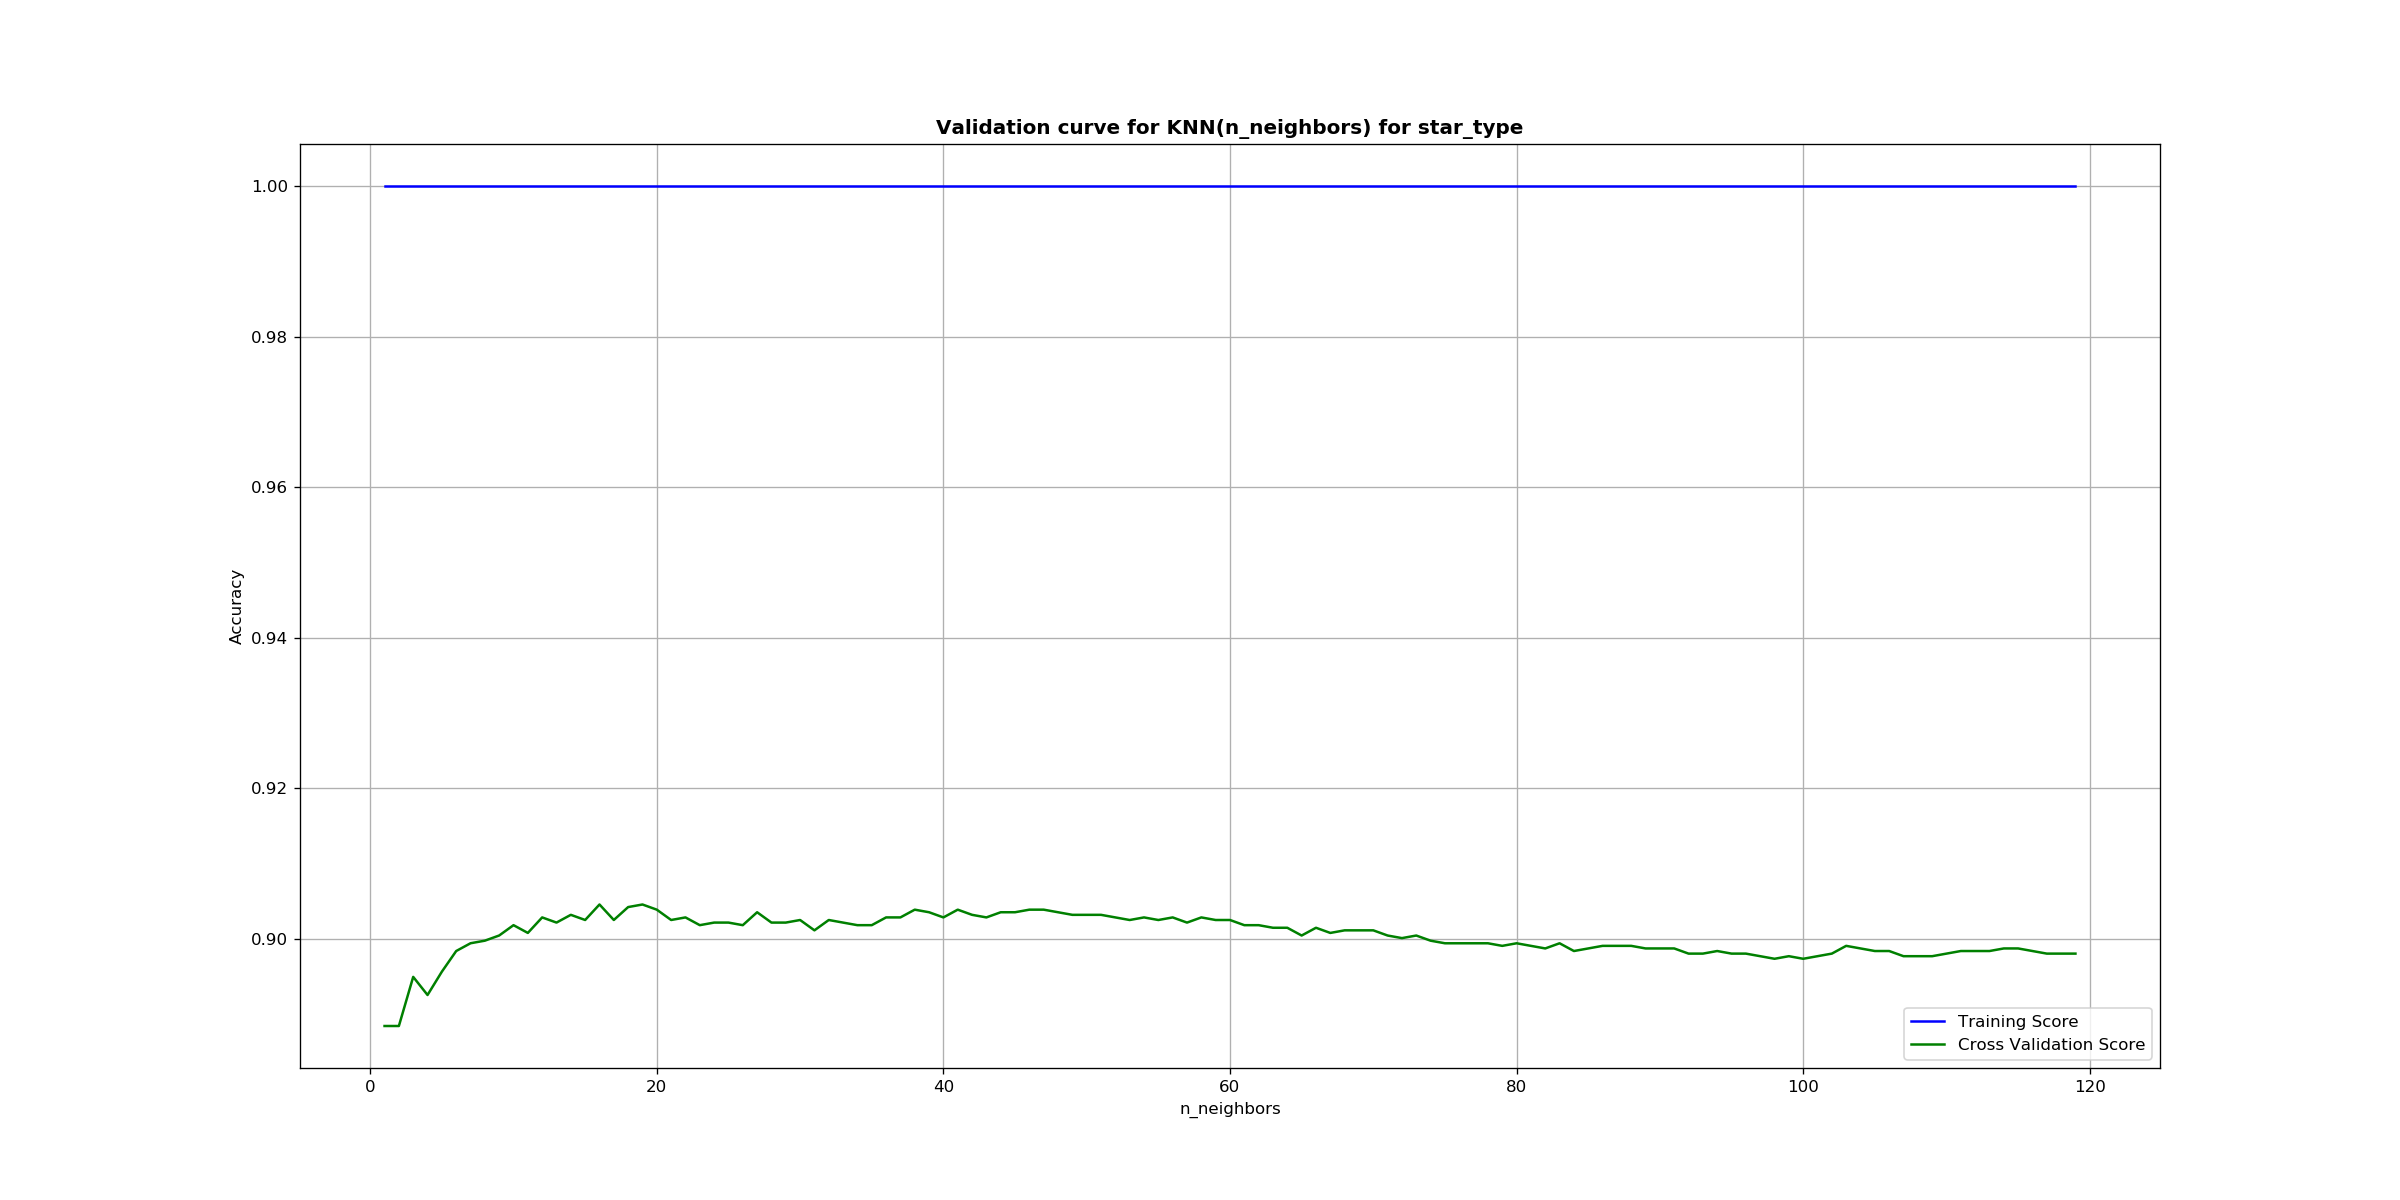 Validation curve for KNN(n_neighbors) for star_type
1.00
0.98
0.96
0.94
0.92
0.90
Accuracy
0 20 40 60 80 100 120
n_neighbors
Training Score
Cross Validation Score